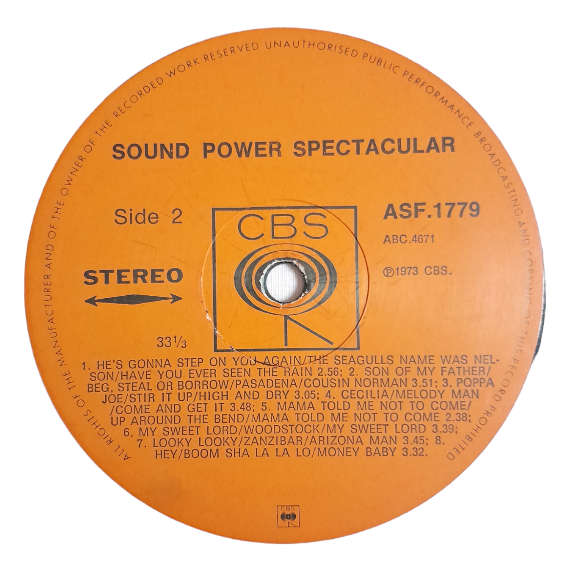 ALL RIGHTS OF THE MANUFACTURER AND OF THE OWNER OF THE RECORDED WORK RESERVED UNAUTHORISED PUBLIC PERFORMANCE BROADCASTING AND COPYING OF THIS RECORD PROHIBITED
SOUND POWER SPECTACULAR
Side 2
CBS
ASF.1779
ABC.4671
STEREO
℗1973 CBS.
33⅓
1. HE'S GONNA STEP ON YOU AGAIN/THE SEAGULLS NAME WAS NEL-
SON/HAVE YOU EVER SEEN THE RAIN 2.56; 2. SON OF MY FATHER/
BEG, STEAL OR BORROW/PASADENA/COUSIN NORMAN 3.51; 3. POPPA
JOE/STIR IT UP/HIGH AND DRY 3.05; 4. CECILIA/MELODY MAN
/COME AND GET IT 3.48; 5. MAMA TOLD ME NOT TO COME/
UP AROUND THE BEND/MAMA TOLD ME NOT TO COME 2.38;
6. MY SWEET LORD/WOODSTOCK/MY SWEET LORD 3.39;
7. LOOKY LOOKY/ZANZIBAR/ARIZONA MAN 3.45; 8.
HEY/BOOM SHA LA LA LO/MONEY BABY 3.32.
CBS